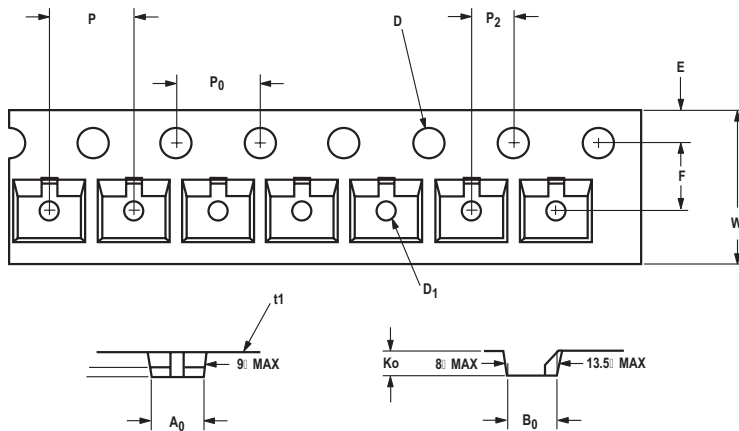 P
D
P2
P0
E
F
W
D1
t1
9▯ MAX
Ko
8▯ MAX
13.5▯ MAX
A0
B0